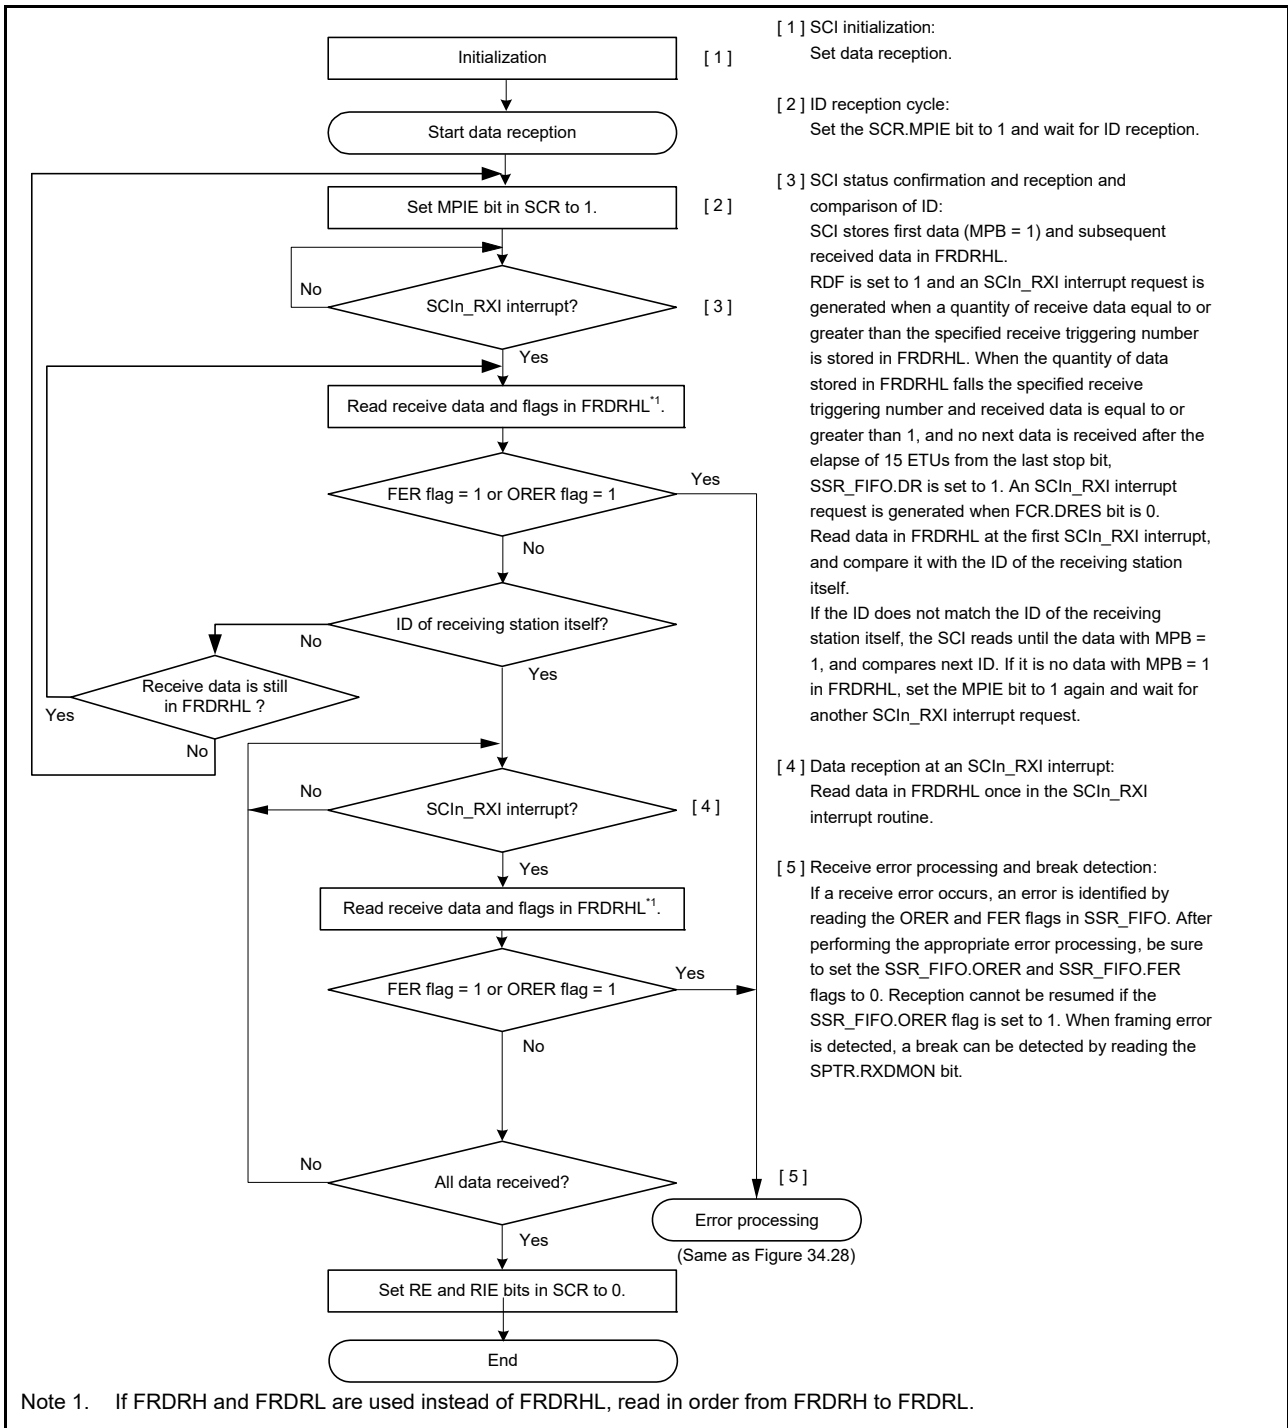 Initialization
[ 1 ]
Start data reception
Set MPIE bit in SCR to 1.
[ 2 ]
No
SCIn_RXI interrupt?
[ 3 ]
Yes
Read receive data and flags in FRDRHL*1.
FER flag = 1 or ORER flag = 1
Yes
No
ID of receiving station itself?
No
Yes
Receive data is still
in FRDRHL ?
Yes
No
No
SCIn_RXI interrupt?
[ 4 ]
Yes
Read receive data and flags in FRDRHL*1.
FER flag = 1 or ORER flag = 1
Yes
No
No
All data received?
Yes
[ 5 ]
Error processing
(Same as Figure 34.28)
Set RE and RIE bits in SCR to 0.
End
[ 1 ] SCI initialization:
Set data reception.
[ 2 ] ID reception cycle:
Set the SCR.MPIE bit to 1 and wait for ID reception.
[ 3 ] SCI status confirmation and reception and
comparison of ID:
SCI stores first data (MPB = 1) and subsequent
received data in FRDRHL.
RDF is set to 1 and an SCIn_RXI interrupt request is
generated when a quantity of receive data equal to or
greater than the specified receive triggering number
is stored in FRDRHL. When the quantity of data
stored in FRDRHL falls the specified receive
triggering number and received data is equal to or
greater than 1, and no next data is received after the
elapse of 15 ETUs from the last stop bit,
SSR_FIFO.DR is set to 1. An SCIn_RXI interrupt
request is generated when FCR.DRES bit is 0.
Read data in FRDRHL at the first SCIn_RXI interrupt,
and compare it with the ID of the receiving station
itself.
If the ID does not match the ID of the receiving
station itself, the SCI reads until the data with MPB =
1, and compares next ID. If it is no data with MPB = 1
in FRDRHL, set the MPIE bit to 1 again and wait for
another SCIn_RXI interrupt request.
[ 4 ] Data reception at an SCIn_RXI interrupt:
Read data in FRDRHL once in the SCIn_RXI
interrupt routine.
[ 5 ] Receive error processing and break detection:
If a receive error occurs, an error is identified by
reading the ORER and FER flags in SSR_FIFO. After
performing the appropriate error processing, be sure
to set the SSR_FIFO.ORER and SSR_FIFO.FER
flags to 0. Reception cannot be resumed if the
SSR_FIFO.ORER flag is set to 1. When framing error
is detected, a break can be detected by reading the
SPTR.RXDMON bit.
Note 1. If FRDRH and FRDRL are used instead of FRDRHL, read in order from FRDRH to FRDRL.